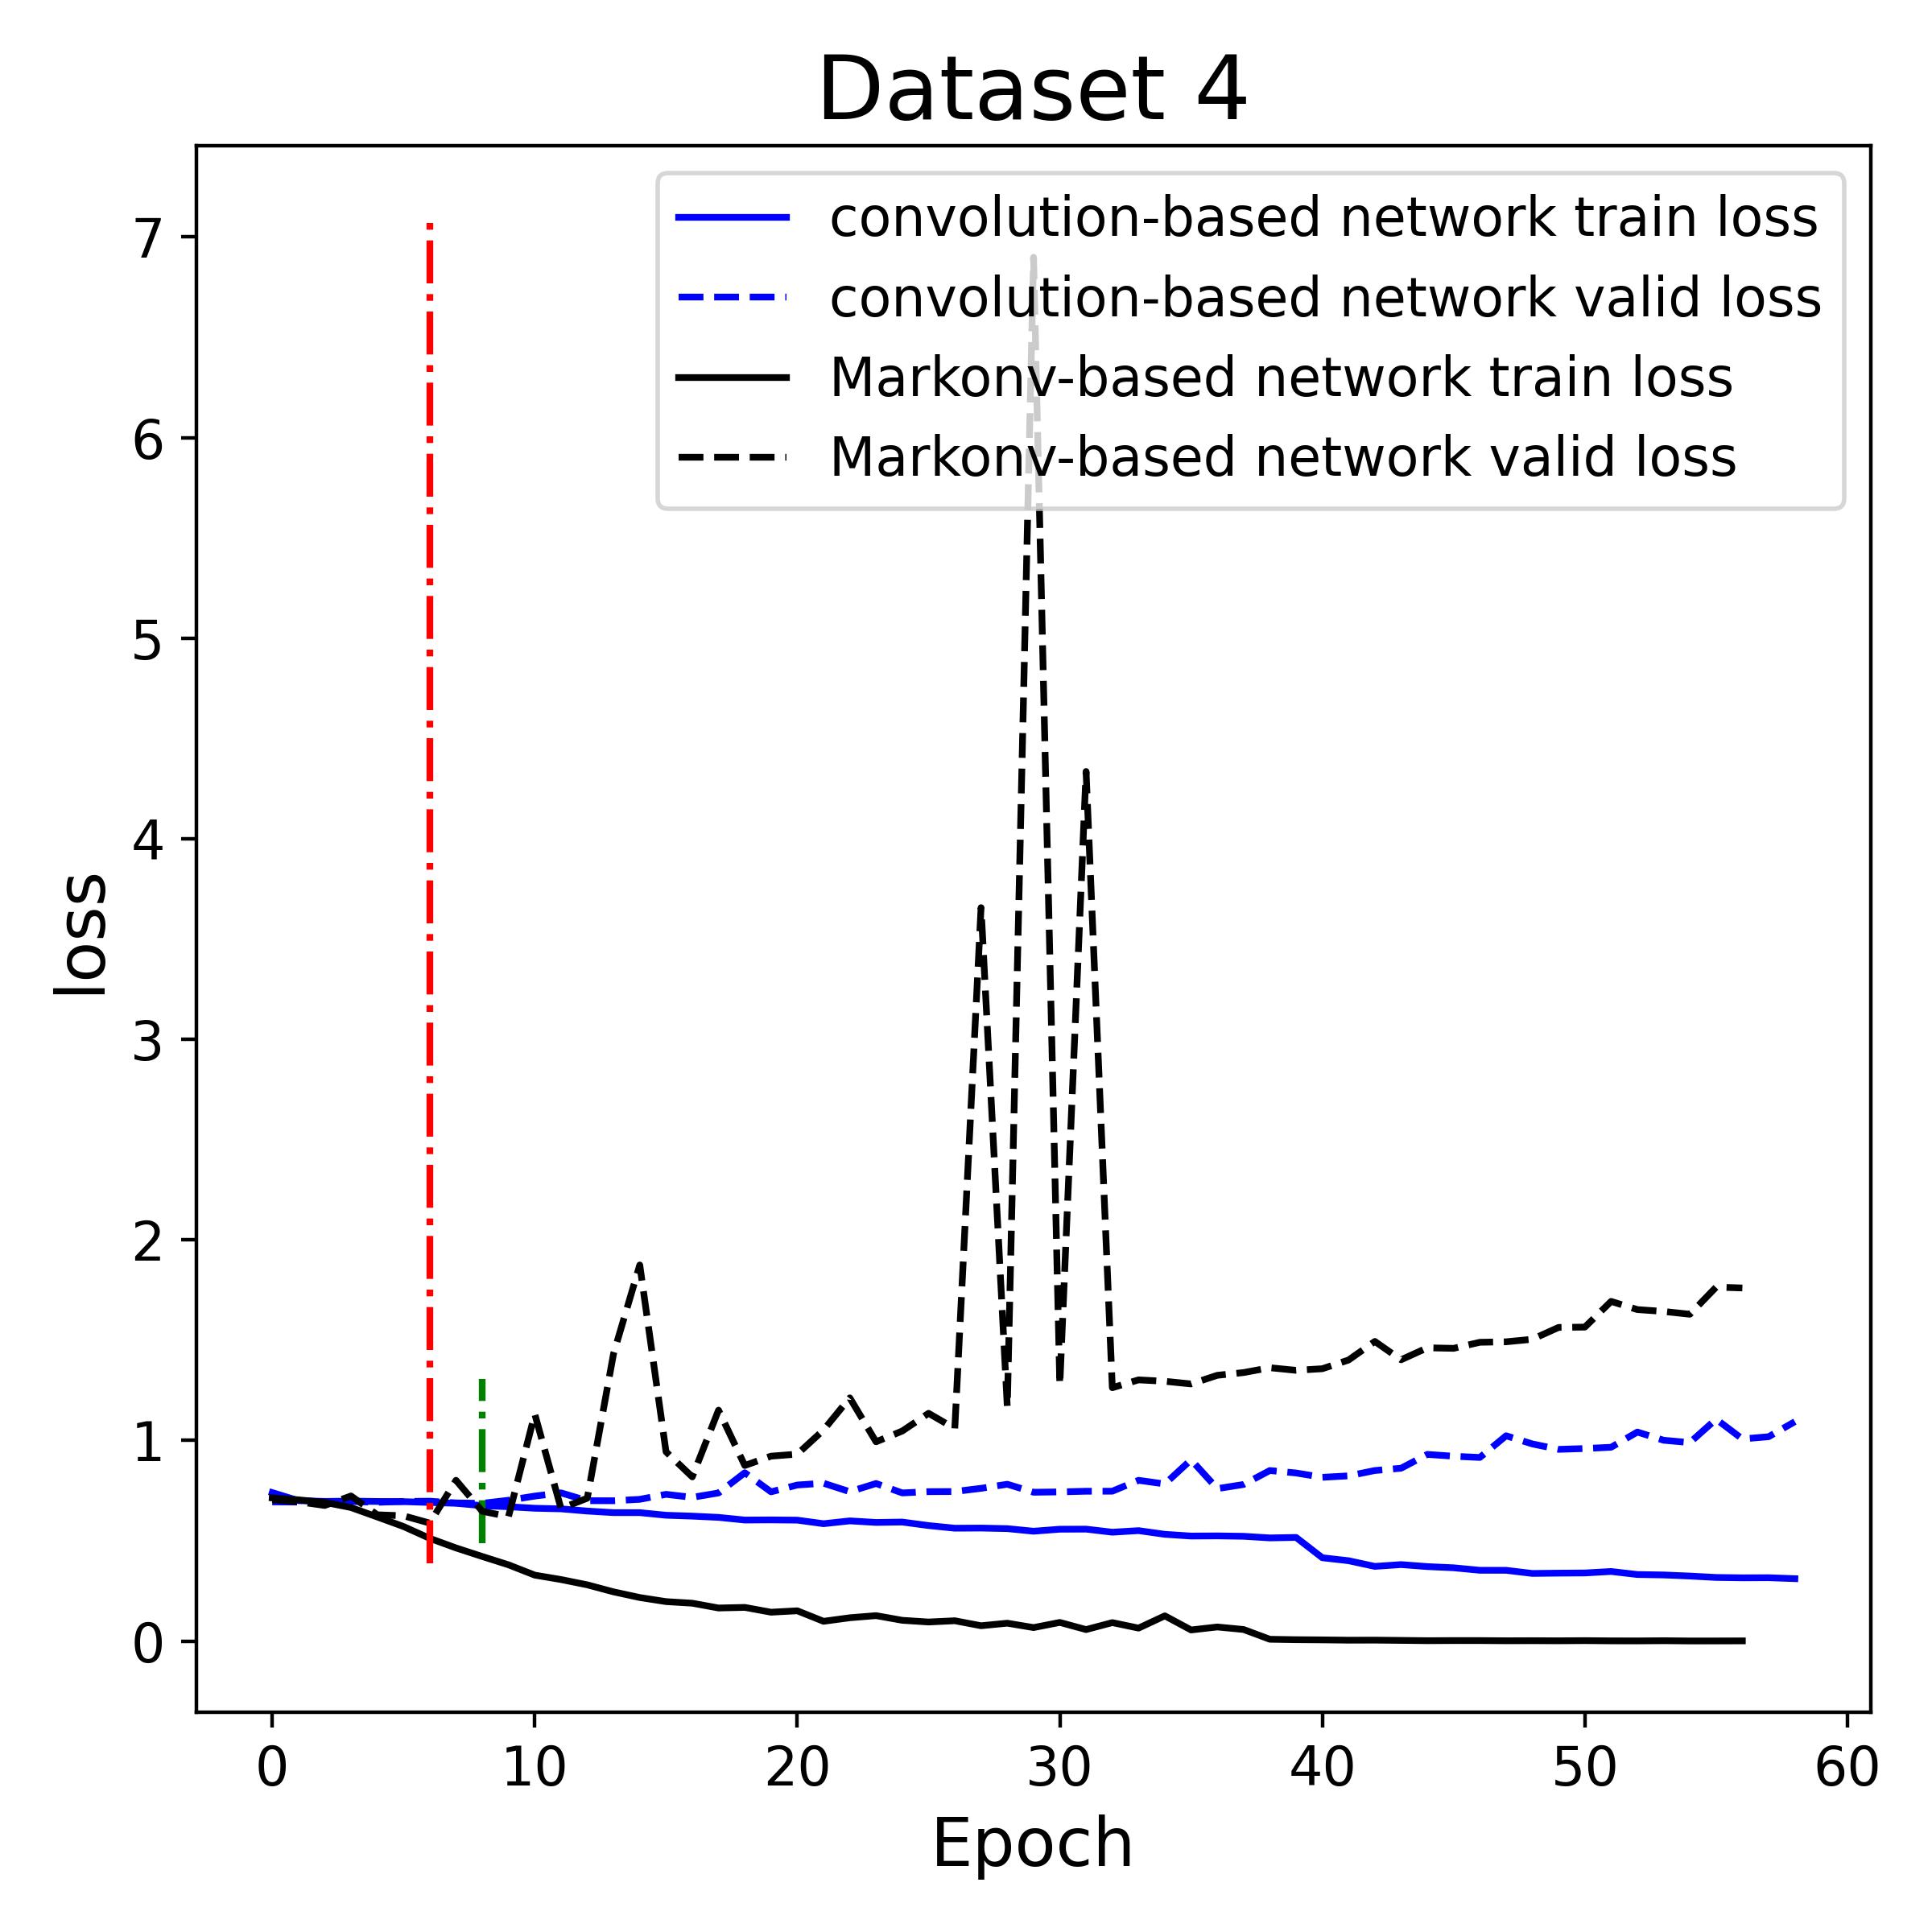 Dataset 4
convolution-based network train loss
convolution-based network valid loss
Markonv-based network train loss
Markonv-based network valid loss
7
6
5
4
3
2
1
0
loss
0 10 20 30 40 50 60
Epoch